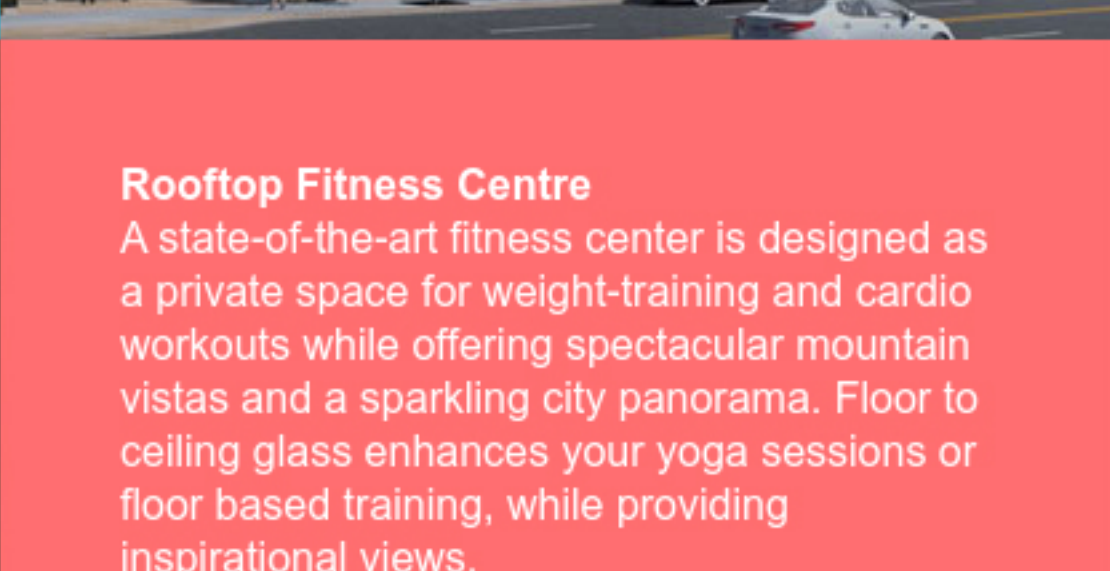 Rooftop Fitness Centre
A state-of-the-art fitness center is designed as
a private space for weight-training and cardio
workouts while offering spectacular mountain
vistas and a sparkling city panorama. Floor to
ceiling glass enhances your yoga sessions or
floor based training, while providing
inspirational views.